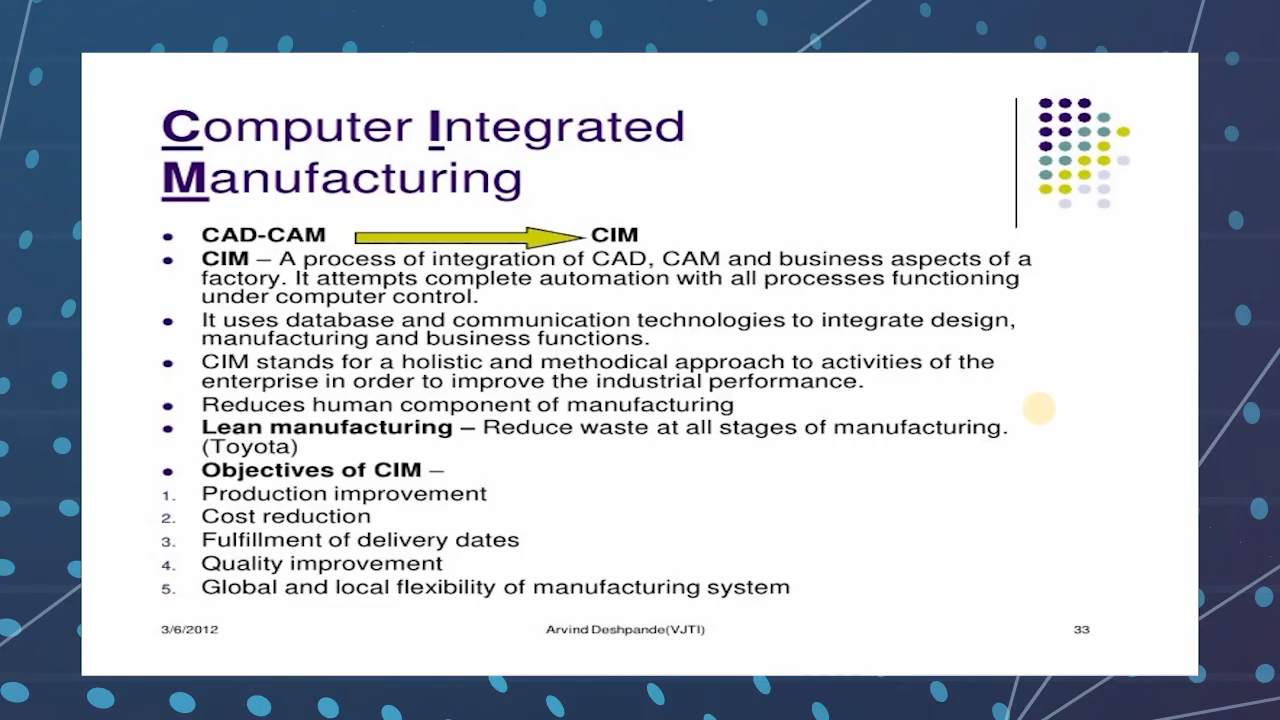 Computer Integrated
Manufacturing
• CAD-CAM CIM
• CIM – A process of integration of CAD, CAM and business aspects of a
factory. It attempts complete automation with all processes functioning
under computer control.
• It uses database and communication technologies to integrate design,
manufacturing and business functions.
• CIM stands for a holistic and methodical approach to activities of the
enterprise in order to improve the industrial performance.
• Reduces human component of manufacturing
• Lean manufacturing – Reduce waste at all stages of manufacturing.
(Toyota)
• Objectives of CIM –
1. Production improvement
2. Cost reduction
3. Fulfillment of delivery dates
4. Quality improvement
5. Global and local flexibility of manufacturing system
3/6/2012 Arvind Deshpande(VJTI) 33